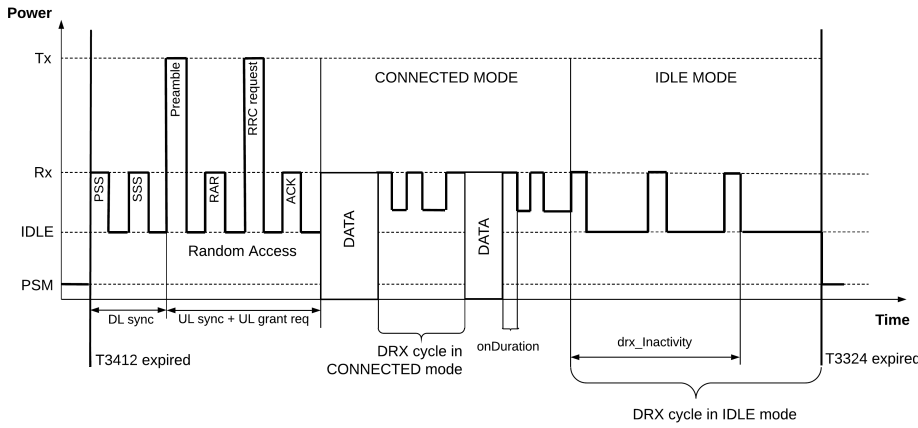 Power
Tx
CONNECTED MODE
IDLE MODE
Preamble
RRC request
Rx
PSS
SSS
RAR
ACK
DATA
DATA
IDLE
Random Access
PSM
DL sync
UL sync + UL grant req
Time
T3412 expired
DRX cycle in
CONNECTED mode
onDuration
drx_Inactivity
T3324 expired
DRX cycle in IDLE mode